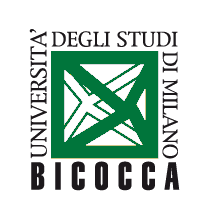 UNIVERSITA'
DEGLI STUDI
DI MILANO
BICOCCA